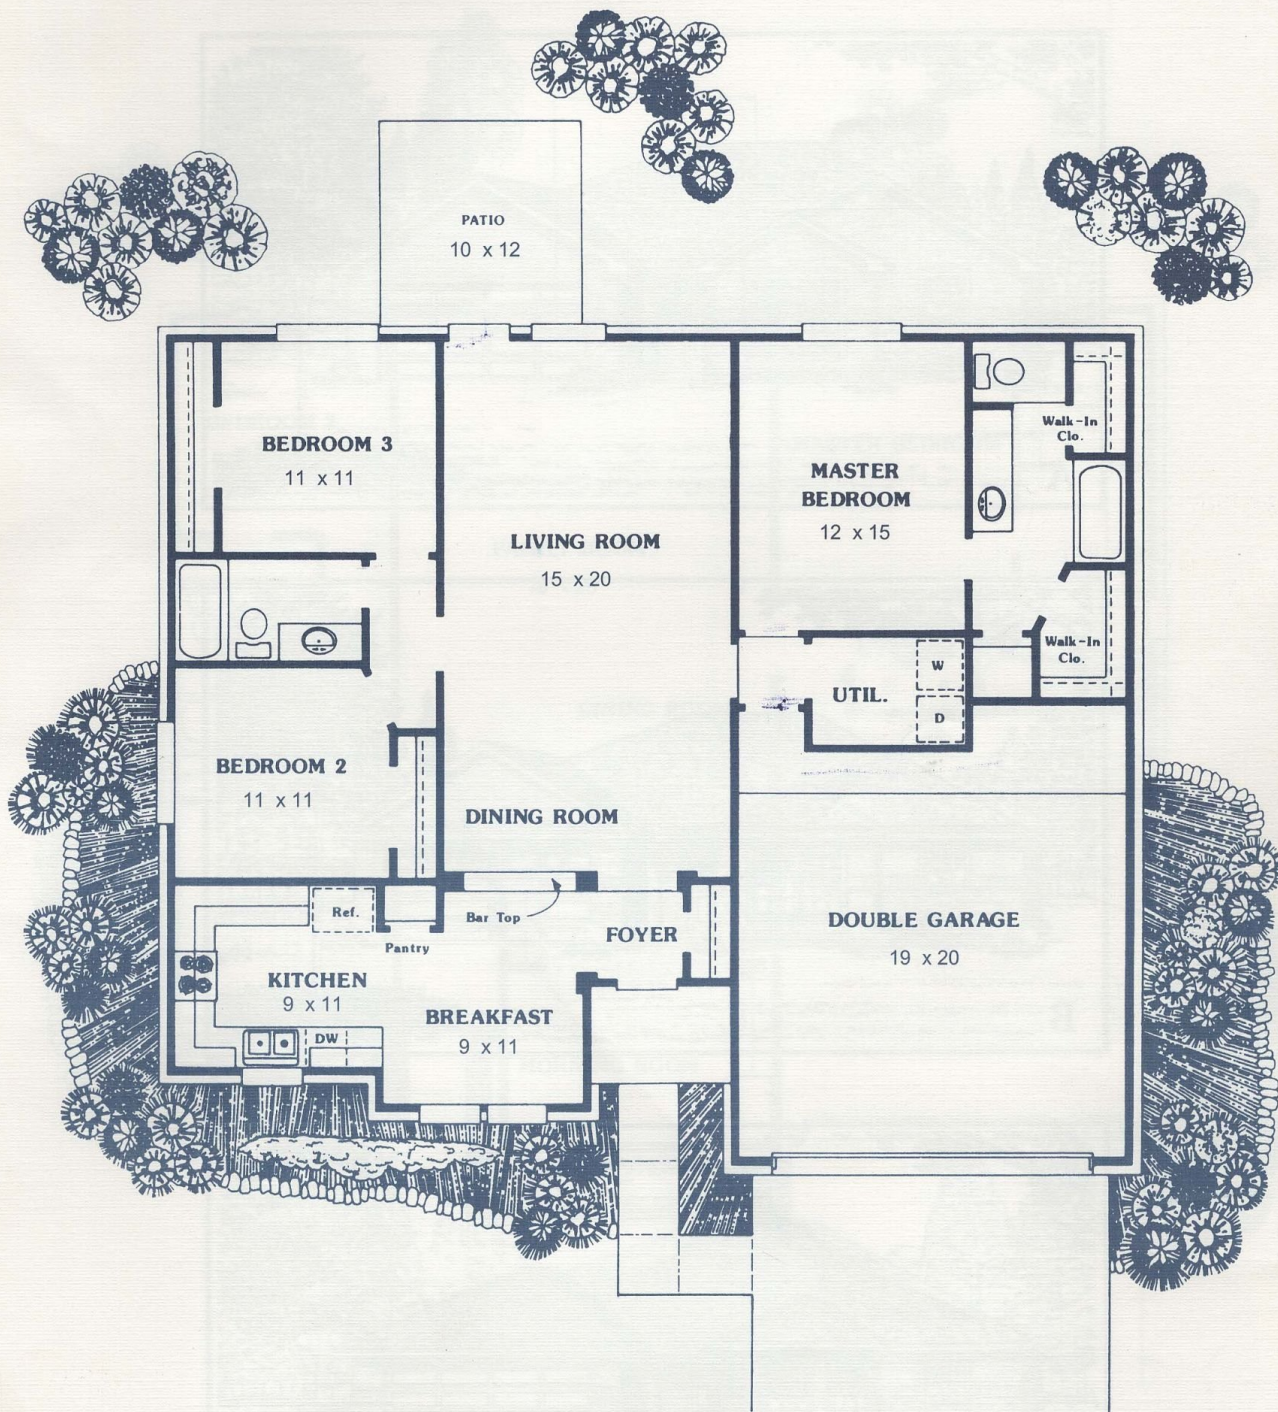 PATIO
10 x 12
BEDROOM 3
11 x 11
LIVING ROOM
15 x 20
MASTER
BEDROOM
12 x 15
Walk-In
Clo.
Walk-In
Clo.
W
D
UTIL.
BEDROOM 2
11 x 11
DINING ROOM
Ref.
Pantry
Bar Top
FOYER
KITCHEN
9 x 11
DW
BREAKFAST
9 x 11
DOUBLE GARAGE
19 x 20